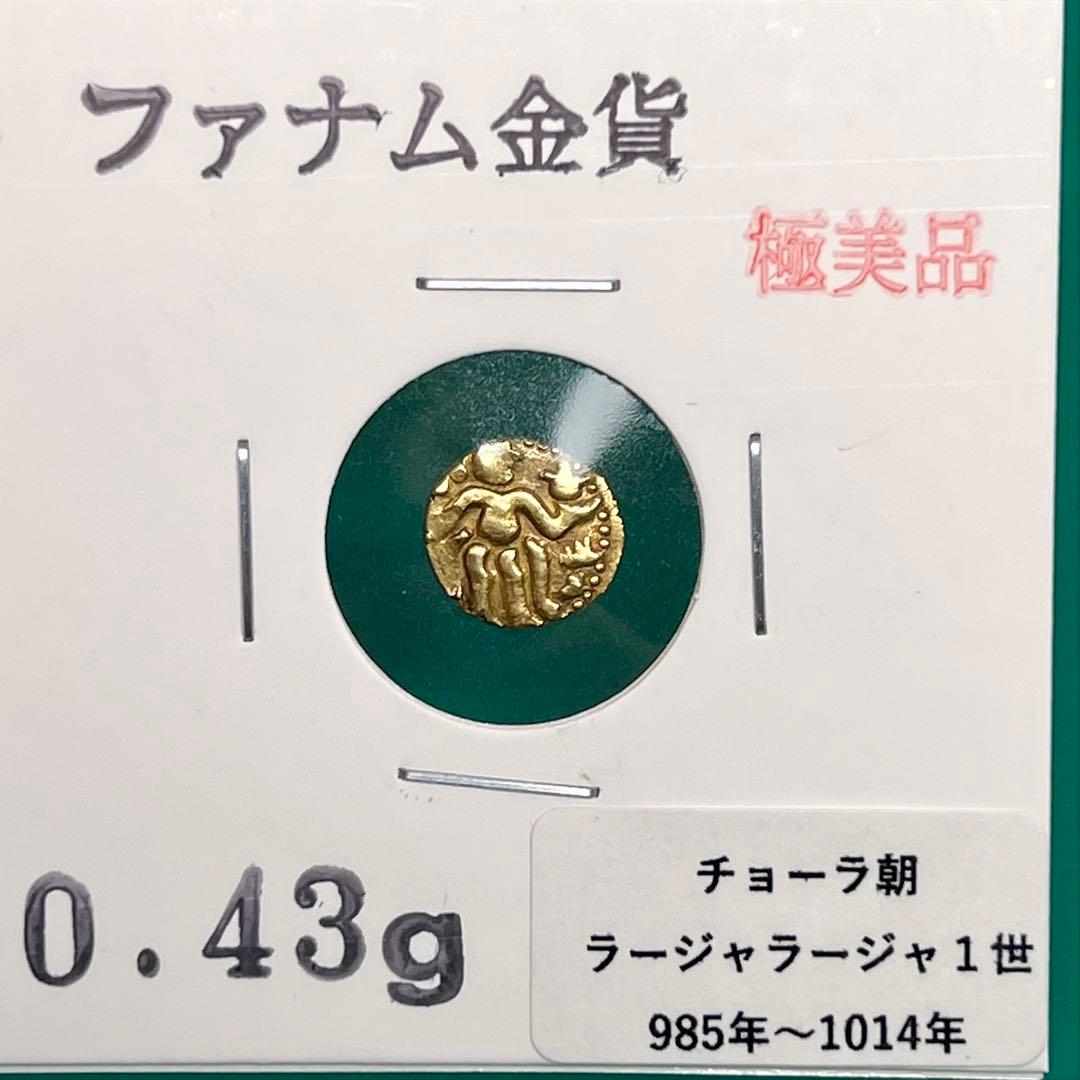 ファナム金貨
極美品
0.43g
チョーラ朝
ラージャラージャ１世
985年～1014年